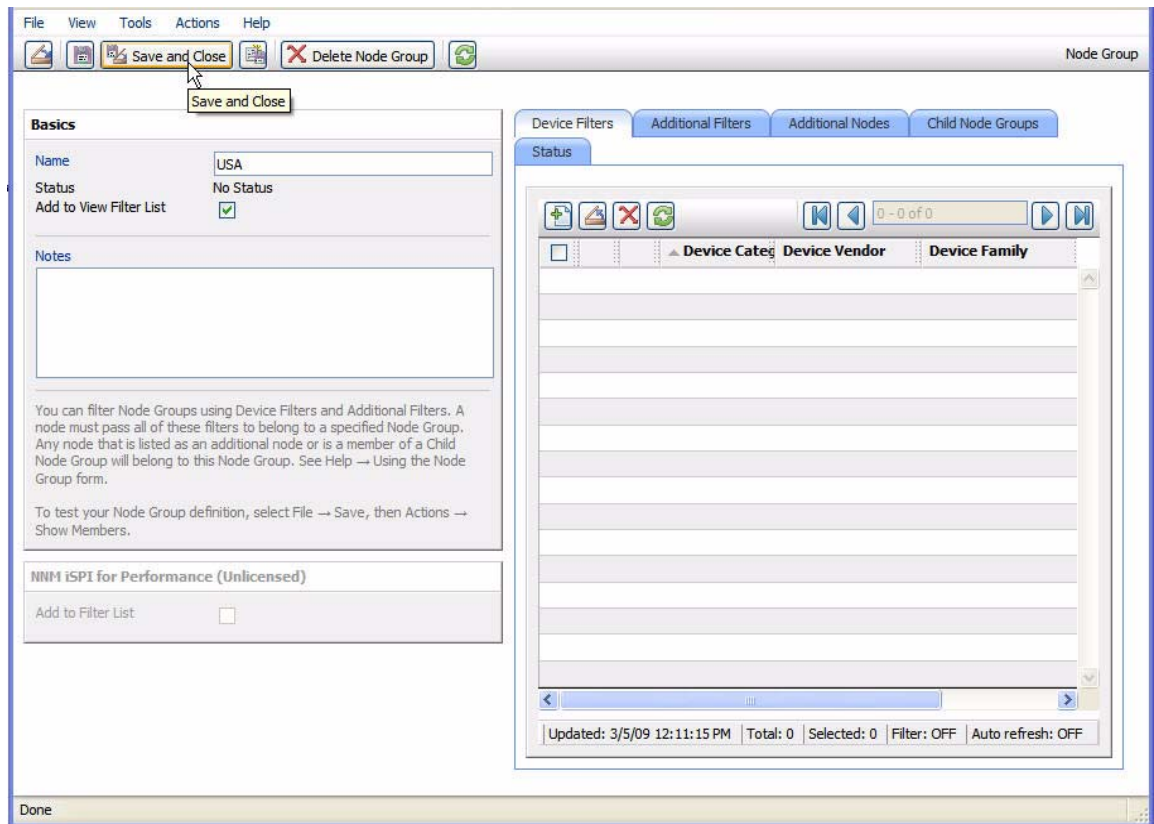 File View Tools Actions Help
Save and Close Delete Node Group Node Group
Save and Close
Basics
Name USA
Status No Status
Add to View Filter List
Notes
You can filter Node Groups using Device Filters and Additional Filters. A
node must pass all of these filters to belong to a specified Node Group.
Any node that is listed as an additional node or is a member of a Child
Node Group will belong to this Node Group. See Help → Using the Node
Group form.
To test your Node Group definition, select File → Save, then Actions →
Show Members.
NNM iSPI for Performance (Unlicensed)
Add to Filter List
Device Filters Additional Filters Additional Nodes Child Node Groups
Status
0 - 0 of 0
Device Categ Device Vendor Device Family
Updated: 3/5/09 12:11:15 PM Total: 0 Selected: 0 Filter: OFF Auto refresh: OFF
Done